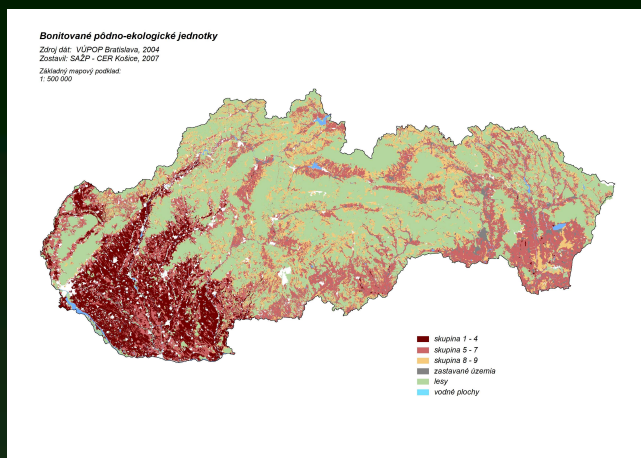 Bonitované pôdno-ekologické jednotky
Zdroj dát: VÚPOP Bratislava, 2004
Zostavil: SAŽP - CER Košice, 2007
Základný mapový podklad:
1: 500 000
skupina 1 - 4
skupina 5 - 7
skupina 8 - 9
zastavané územia
lesy
vodné plochy